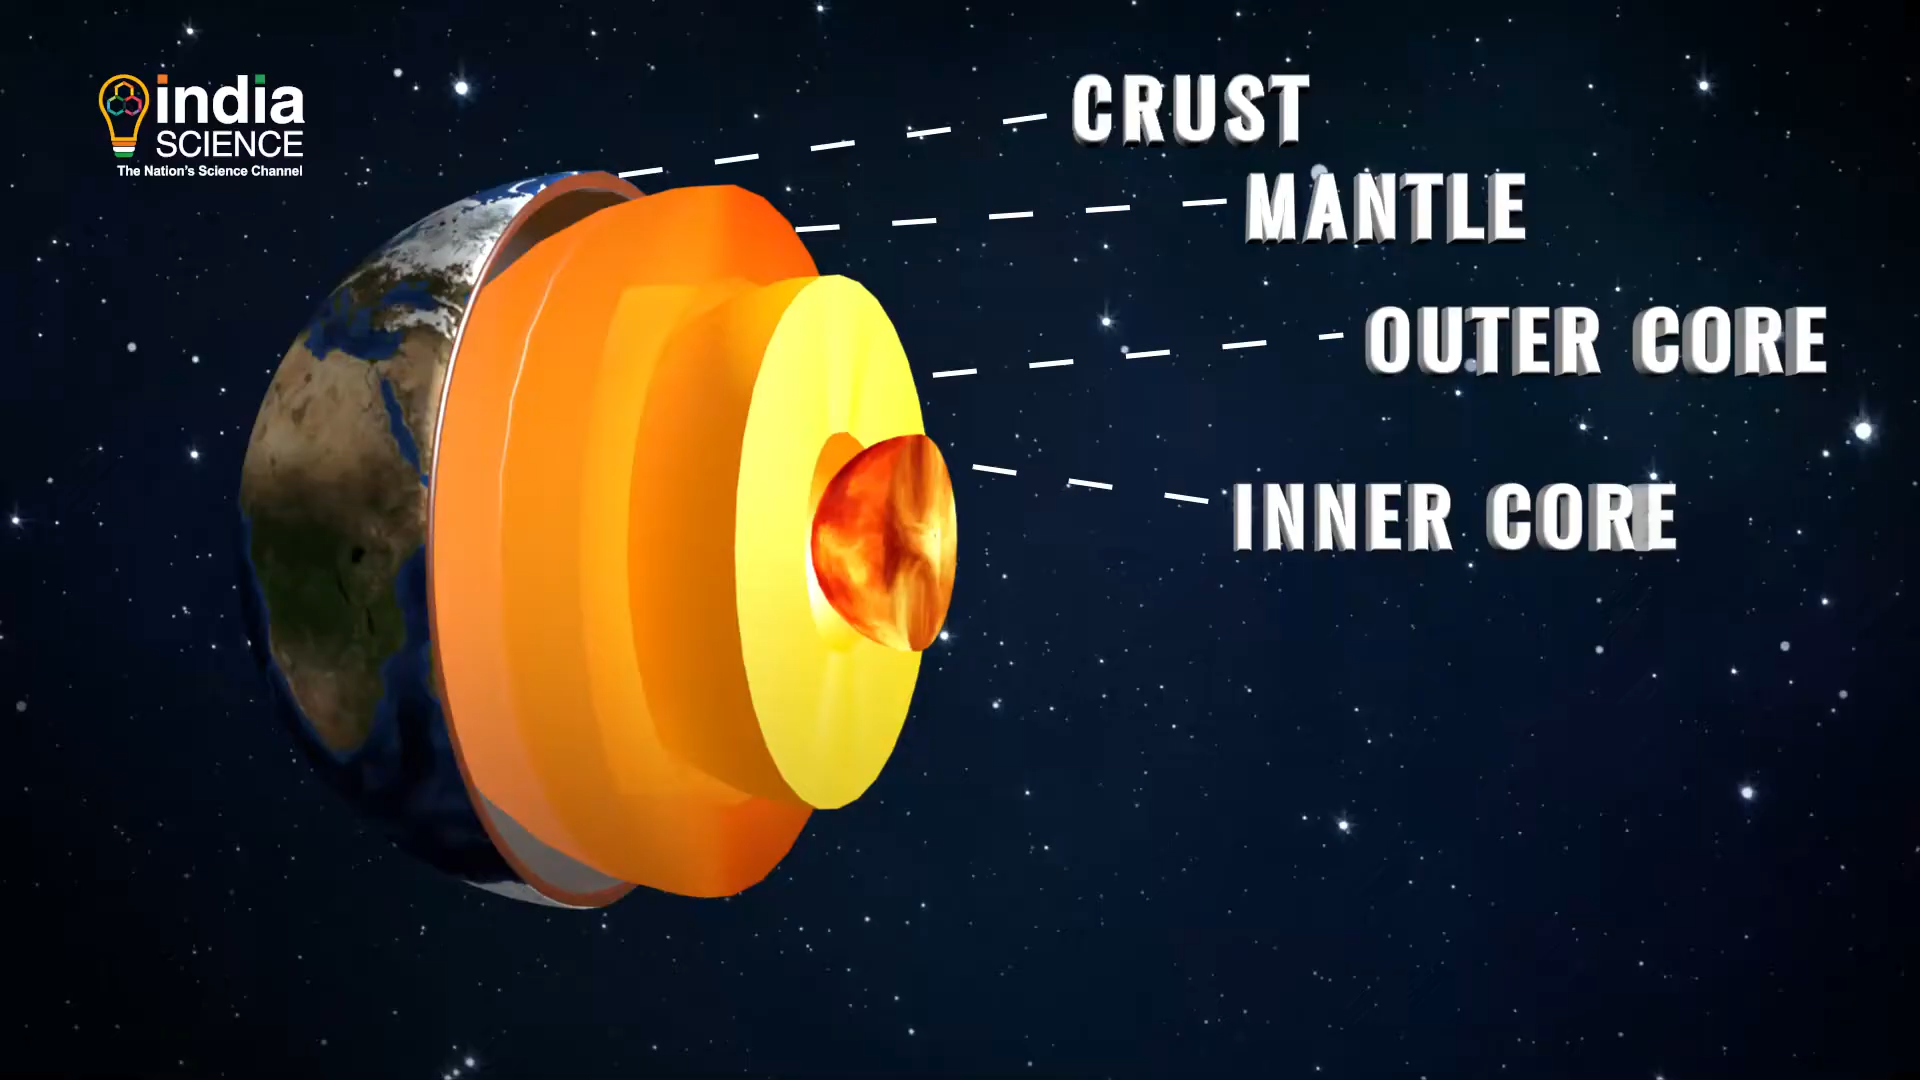 india
SCIENCE
The Nation's Science Channel
CRUST
MANTLE
OUTER CORE
INNER CORE